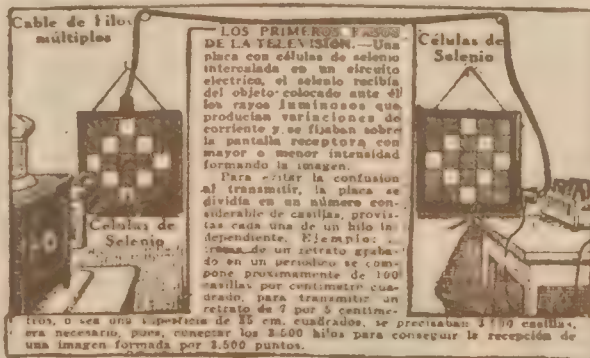 Cable de hilos
múltiples
LOS PRIMEROS PASOS
DE LA TELEVISIÓN.—Una
placa con células de selenio
intercalada en un circuito
eléctrico, el selenio recibía
del objeto colocado ante él
los rayos luminosos que
producían variaciones de
corriente y se fijaban sobre
la pantalla receptora con
mayor o menor intensidad
formando la imagen.
Para evitar la confusión
al transmitir, la placa se
dividía en un número con-
siderable de casillas, provis-
tas cada una de un hilo in-
dependiente. Ejemplo:
de un retrato graba-
do en un periódico se com-
pone próximamente de 100
casillas por centímetro cua-
drado, para transmitir un
retrato de 7 por 5 centíme-
tros, o sea una superficie de 35 cm. cuadrados, se precisaban 3.500 casillas,
era necesario, pues, conectar los 3.500 hilos para conseguir la recepción de
una imagen formada por 3.500 puntos.
Células de
Selenio
Células de
Selenio